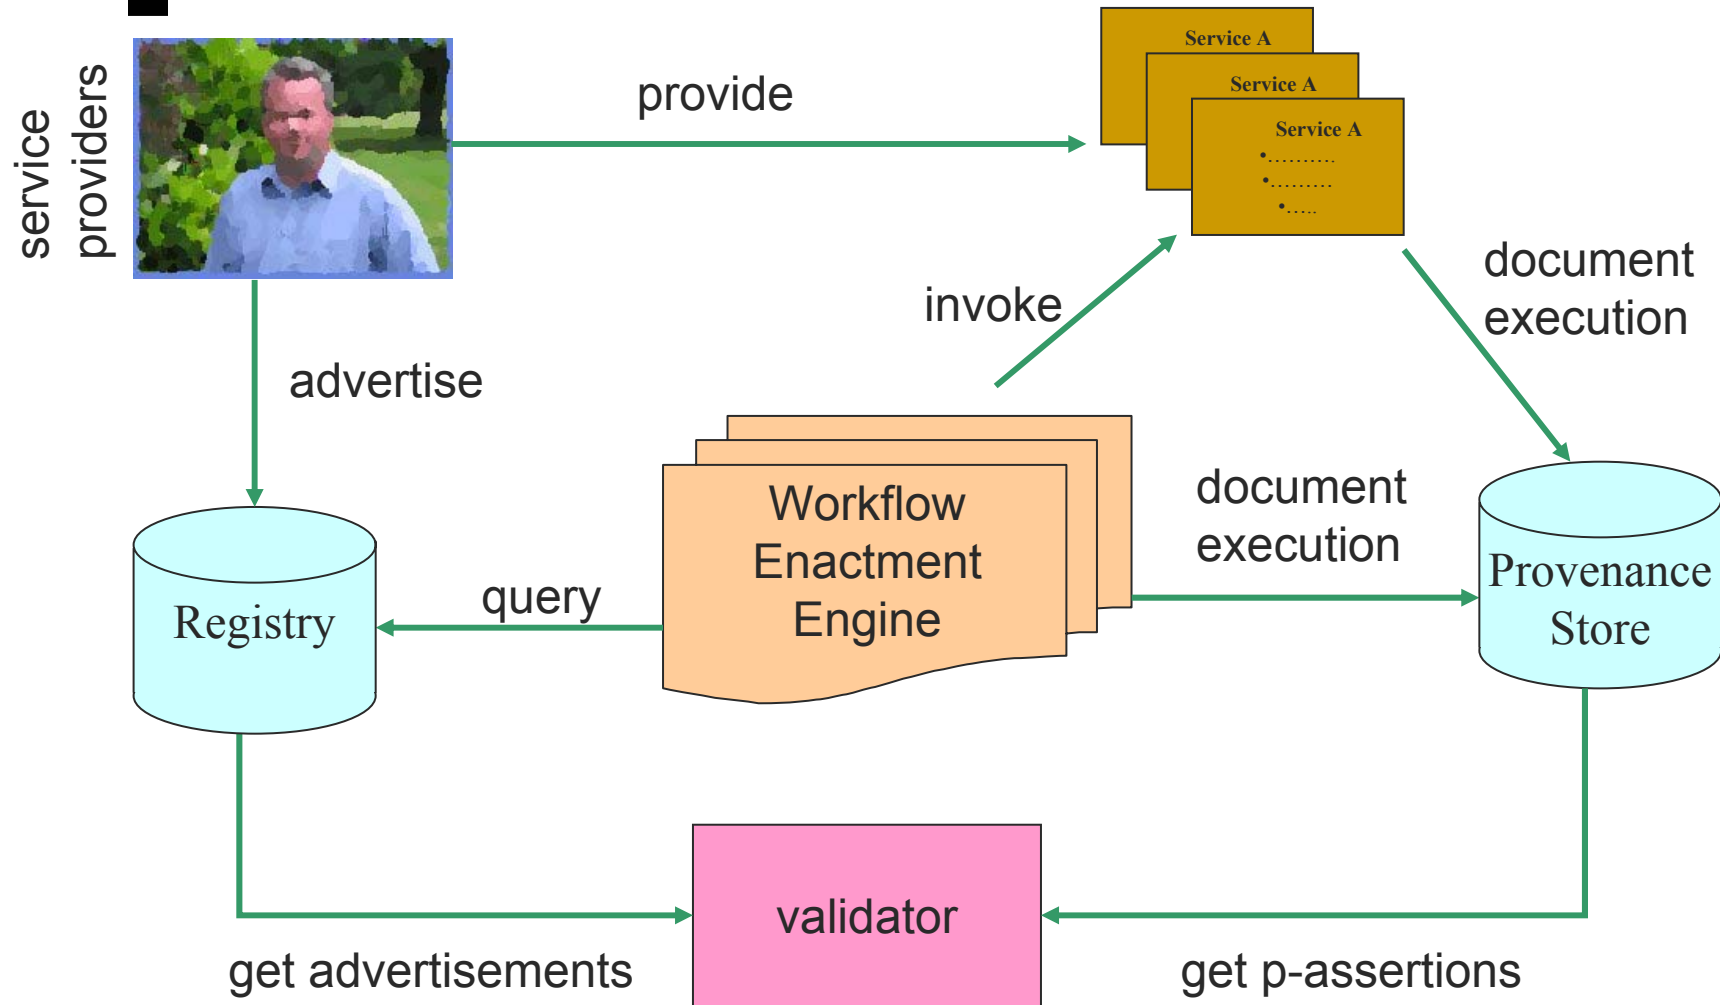 service
providers
provide
Service A
Service A
Service A
•……….
•………
•…..
document
execution
invoke
advertise
Workflow
Enactment
Engine
document
execution
query
Registry
Provenance
Store
validator
get advertisements
get p-assertions